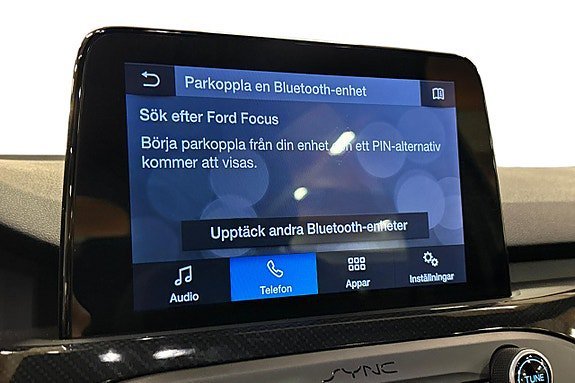 Parkoppla en Bluetooth-enhet
Sök efter Ford Focus
Börja parkoppla från din enhet ett PIN-alternativ
kommer att visas.
Upptäck andra Bluetooth-enheter
Audio
Telefon
Appar
Inställningar
SYNC
TUNE